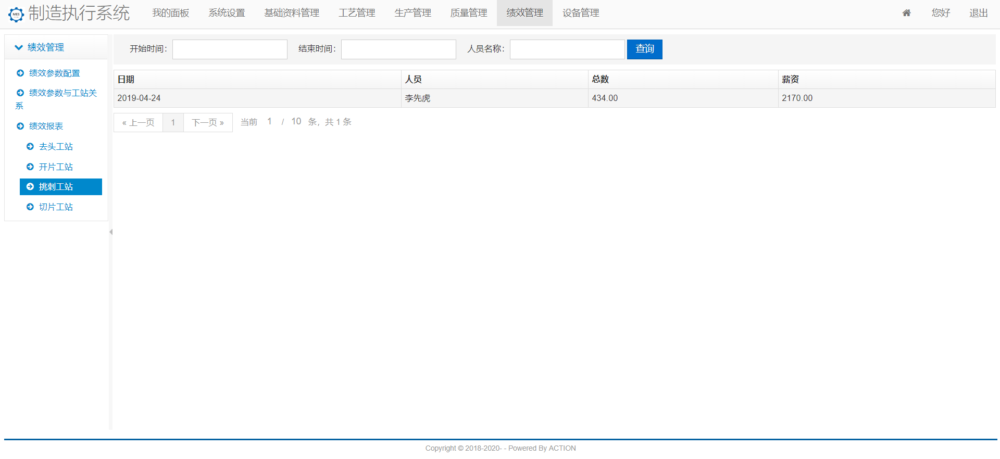 MES
制造执行系统
我的面板 系统设置 基础资料管理 工艺管理 生产管理 质量管理 绩效管理 设备管理 您好 退出
绩效管理
绩效参数配置
绩效参数与工站关
系
绩效报表
去头工站
开片工站
挑刺工站
切片工站
开始时间: 结束时间: 人员名称: 查询
日期 人员 总数 薪资
2019-04-24 李先虎 434.00 2170.00
« 上一页 1 下一页 » 当前 1 / 10 条，共 1 条
Copyright © 2018-2020- - Powered By ACTION